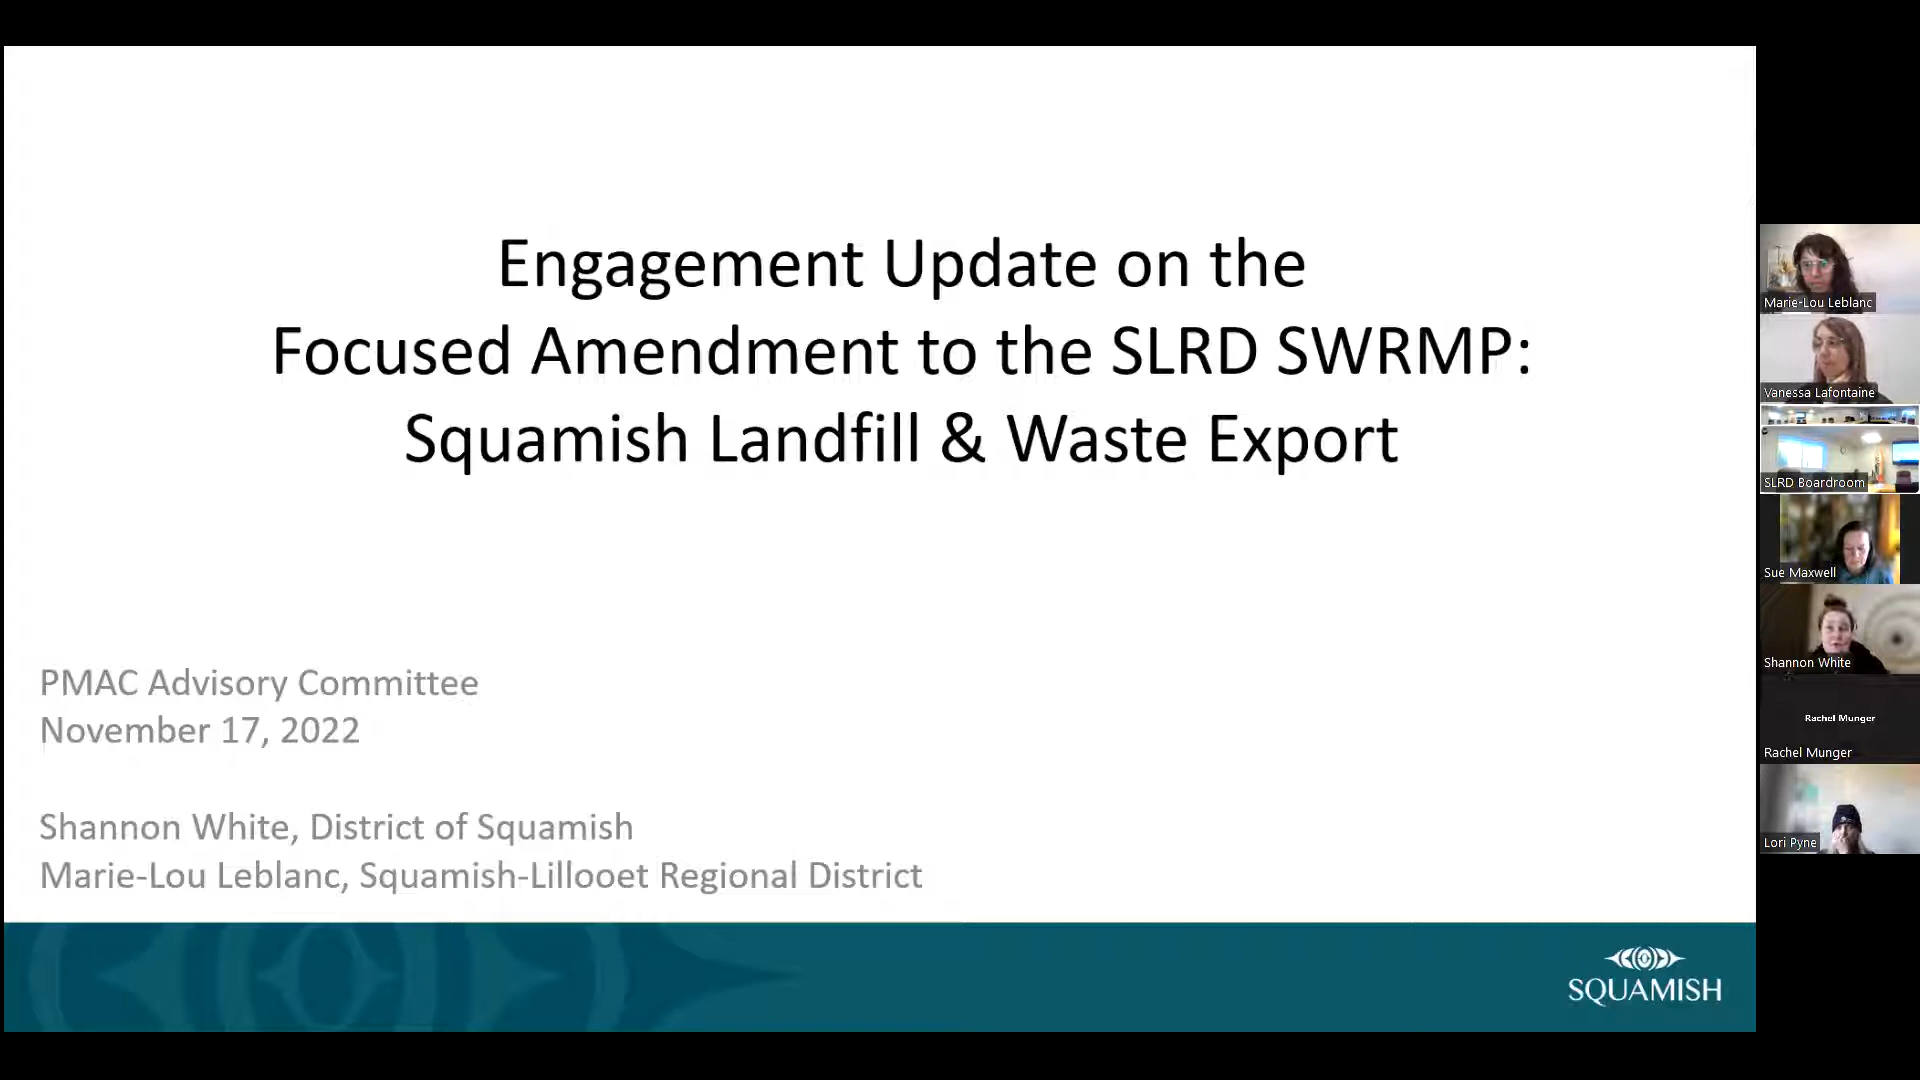 Engagement Update on the
Focused Amendment to the SLRD SWRMP:
Squamish Landfill & Waste Export
PMAC Advisory Committee
November 17, 2022
Shannon White, District of Squamish
Marie-Lou Leblanc, Squamish-Lillooet Regional District
SQUAMISH
Marie-Lou Leblanc
Vanessa Lafontaine
SLRD Boardroom
Sue Maxwell
Shannon White
Rachel Munger
Rachel Munger
Lori Pyne